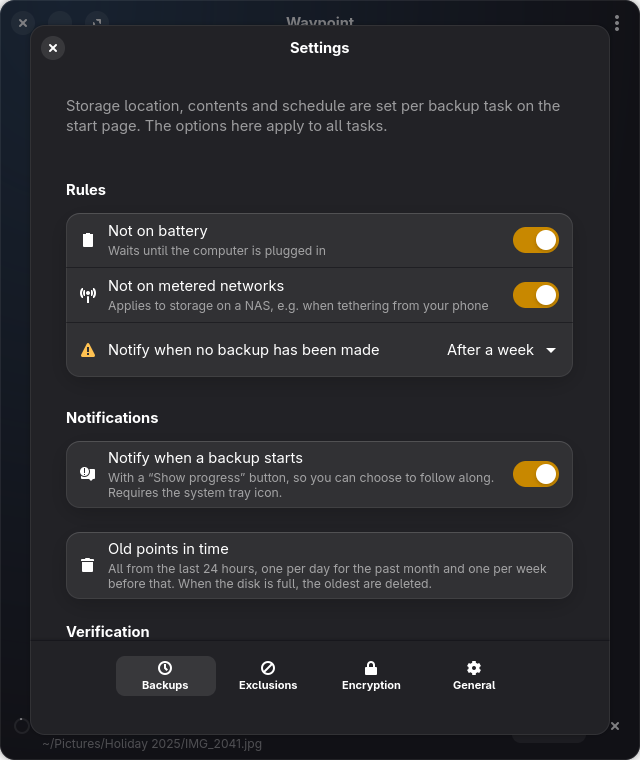 Waypoint
Settings
Storage location, contents and schedule are set per backup task on the
start page. The options here apply to all tasks.
Rules
Not on battery
Waits until the computer is plugged in
Not on metered networks
Applies to storage on a NAS, e.g. when tethering from your phone
Notify when no backup has been made
After a week
Notifications
Notify when a backup starts
With a “Show progress” button, so you can choose to follow along.
Requires the system tray icon.
Old points in time
All from the last 24 hours, one per day for the past month and one per week
before that. When the disk is full, the oldest are deleted.
Verification
Backups
Exclusions
Encryption
General
~/Pictures/Holiday 2025/IMG_2041.jpg